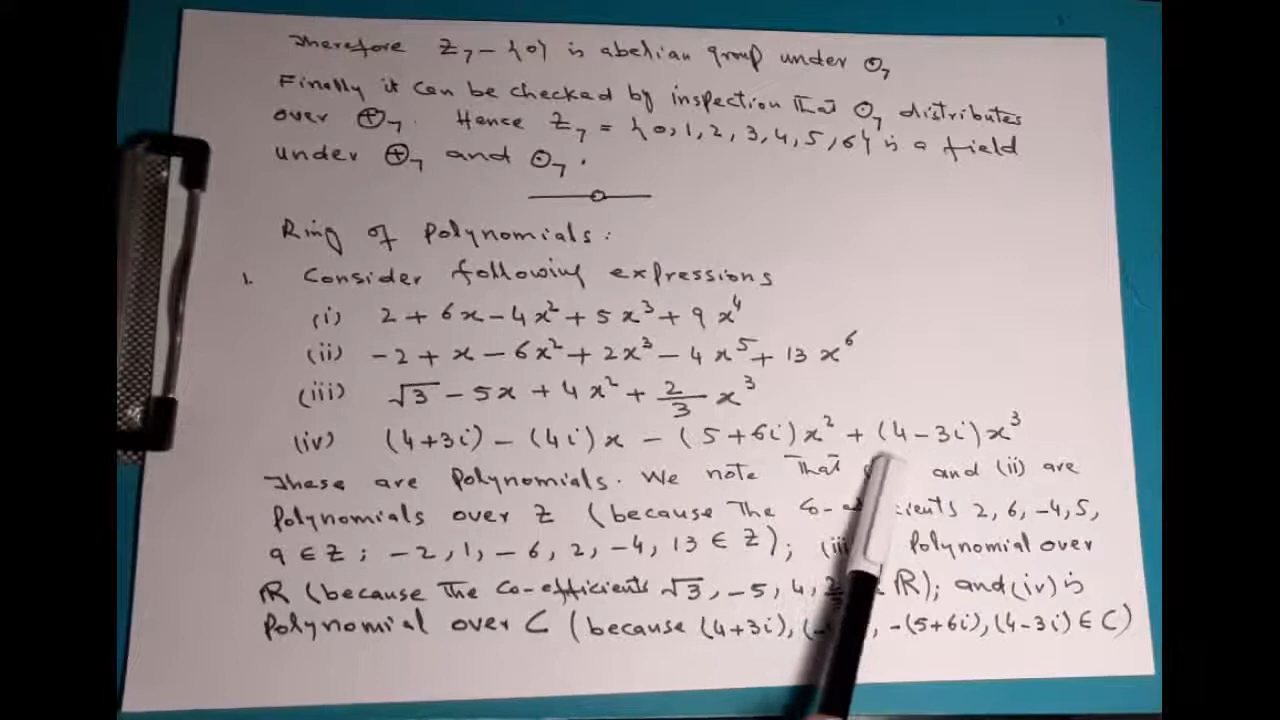 Therefore Z₇ - {0} is abelian group under ⊙₇
Finally it can be checked by inspection that ⊙₇ distributes
over ⊕₇. Hence Z₇ = {0, 1, 2, 3, 4, 5, 6} is a field
under ⊕₇ and ⊙₇.
Ring of Polynomials:
1. Consider following expressions
(i) 2 + 6x - 4x² + 5x³ + 9x⁴
(ii) -2 + x - 6x² + 2x³ - 4x⁵ + 13x⁶
(iii) √3 - 5x + 4x² + 2/3 x³
(iv) (4+3i) - (4i)x - (5+6i)x² + (4-3i)x³
These are Polynomials. We note That and (ii) are
Polynomials over Z (because The Co- cients 2, 6, -4, 5,
9 ∈ Z; -2, 1, -6, 2, -4, 13 ∈ Z); (iii Polynomial over
R (because The Co-efficients √3, -5, 4, R); and (iv) is
Polynomial over C (because (4+3i), (- , -(5+6i), (4-3i) ∈ C)